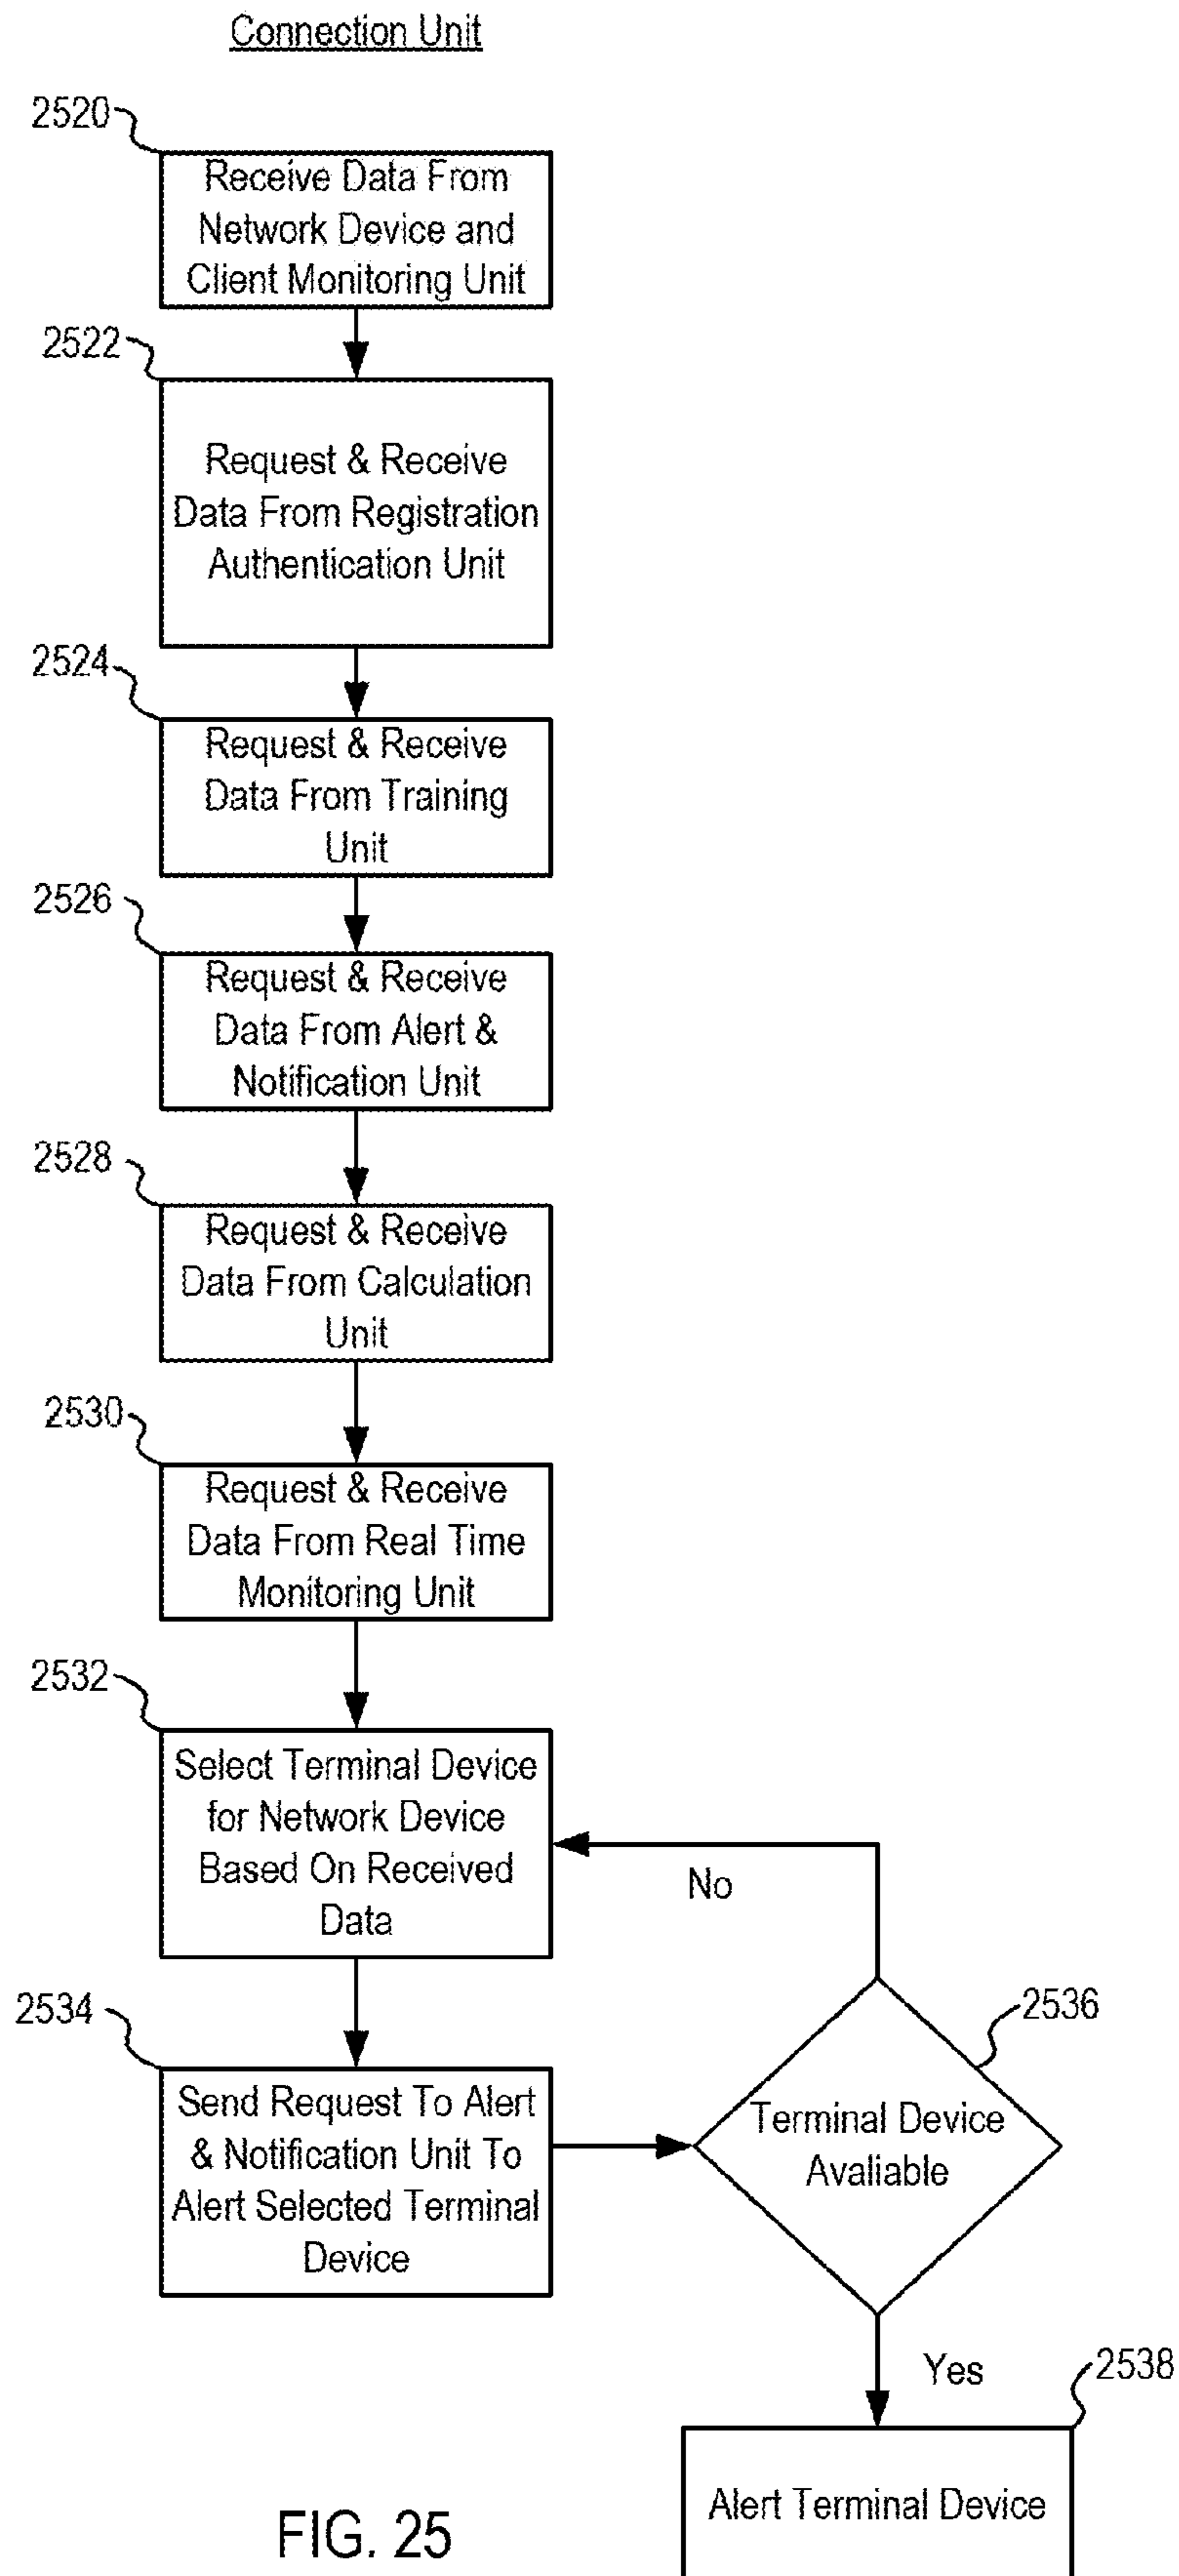 Connection Unit
2520
Receive Data From
Network Device and
Client Monitoring Unit
2522
Request & Receive
Data From Registration
Authentication Unit
2524
Request & Receive
Data From Training
Unit
2526
Request & Receive
Data From Alert &
Notification Unit
2528
Request & Receive
Data From Calculation
Unit
2530
Request & Receive
Data From Real Time
Monitoring Unit
2532
Select Terminal Device
for Network Device
Based On Received
Data
No
2534
Send Request To Alert
& Notification Unit To
Alert Selected Terminal
Device
2536
Terminal Device
Avaliable
Yes
2538
Alert Terminal Device
FIG. 25